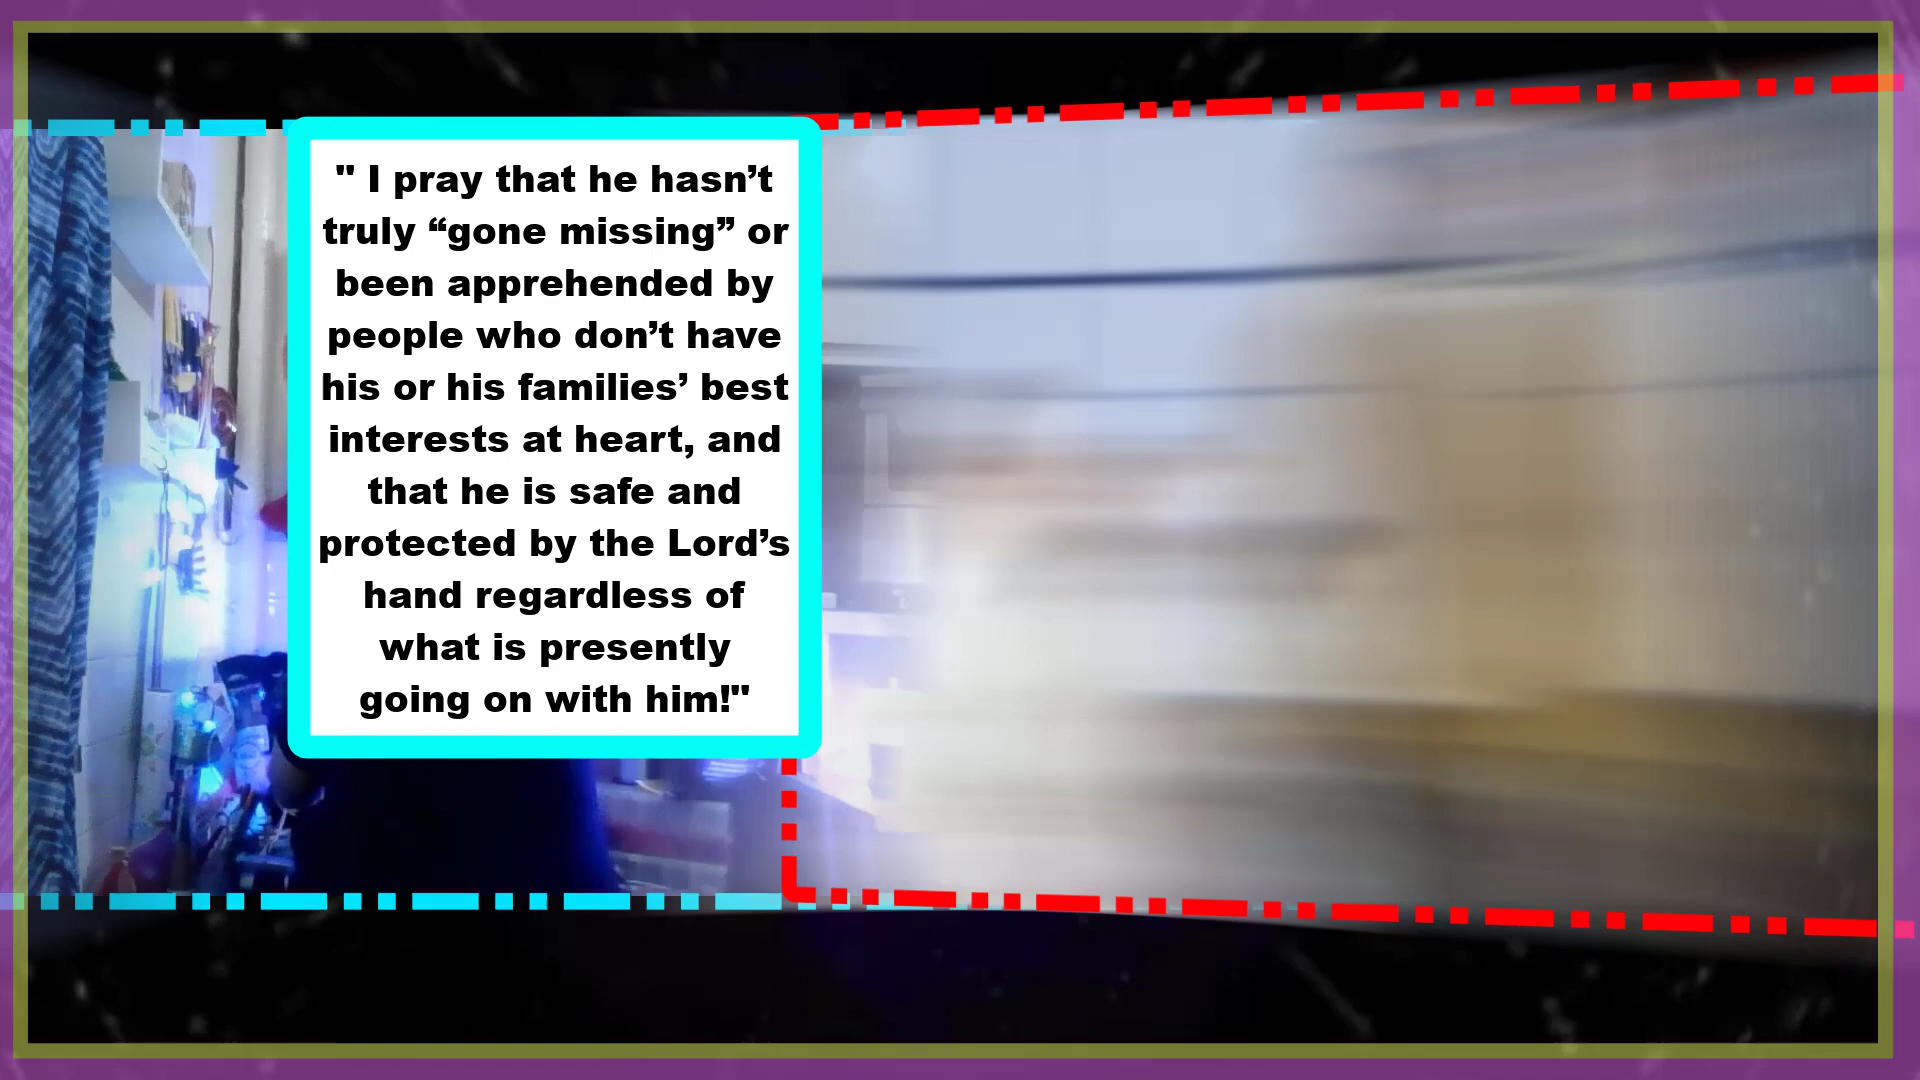 " I pray that he hasn’t
truly “gone missing” or
been apprehended by
people who don’t have
his or his families’ best
interests at heart, and
that he is safe and
protected by the Lord’s
hand regardless of
what is presently
going on with him!"